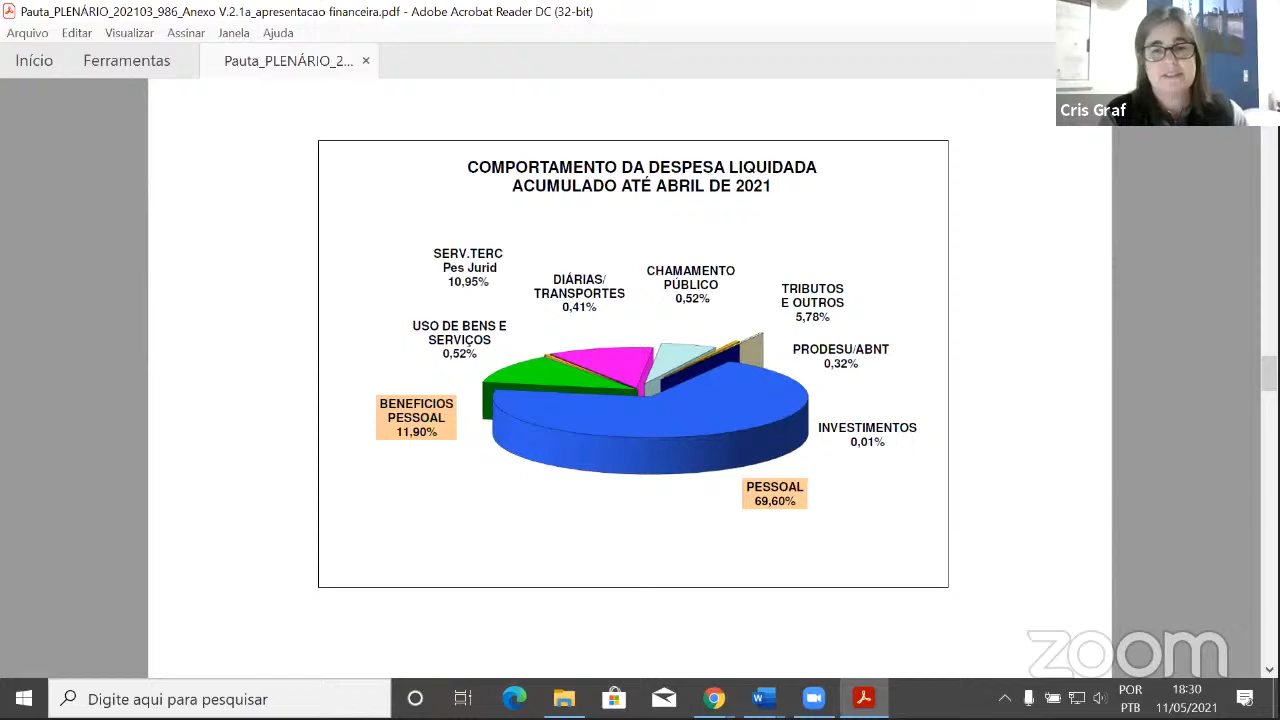 Pauta_PLENÁRIO_202103_986_Anexo V.2.1a_apresentacao financeira.pdf - Adobe Acrobat Reader DC (32-bit)
Arquivo Editar Visualizar Assinar Janela Ajuda
Início Ferramentas Pauta_PLENÁRIO_2... ×
Cris Graf
COMPORTAMENTO DA DESPESA LIQUIDADA
ACUMULADO ATÉ ABRIL DE 2021
SERV.TERC
Pes Jurid
10,95%
DIÁRIAS/
TRANSPORTES
0,41%
CHAMAMENTO
PÚBLICO
0,52%
TRIBUTOS
E OUTROS
5,78%
USO DE BENS E
SERVIÇOS
0,52%
PRODESU/ABNT
0,32%
BENEFICIOS
PESSOAL
11,90%
INVESTIMENTOS
0,01%
PESSOAL
69,60%
zoom
Digite aqui para pesquisar
POR
PTB
18:30
11/05/2021